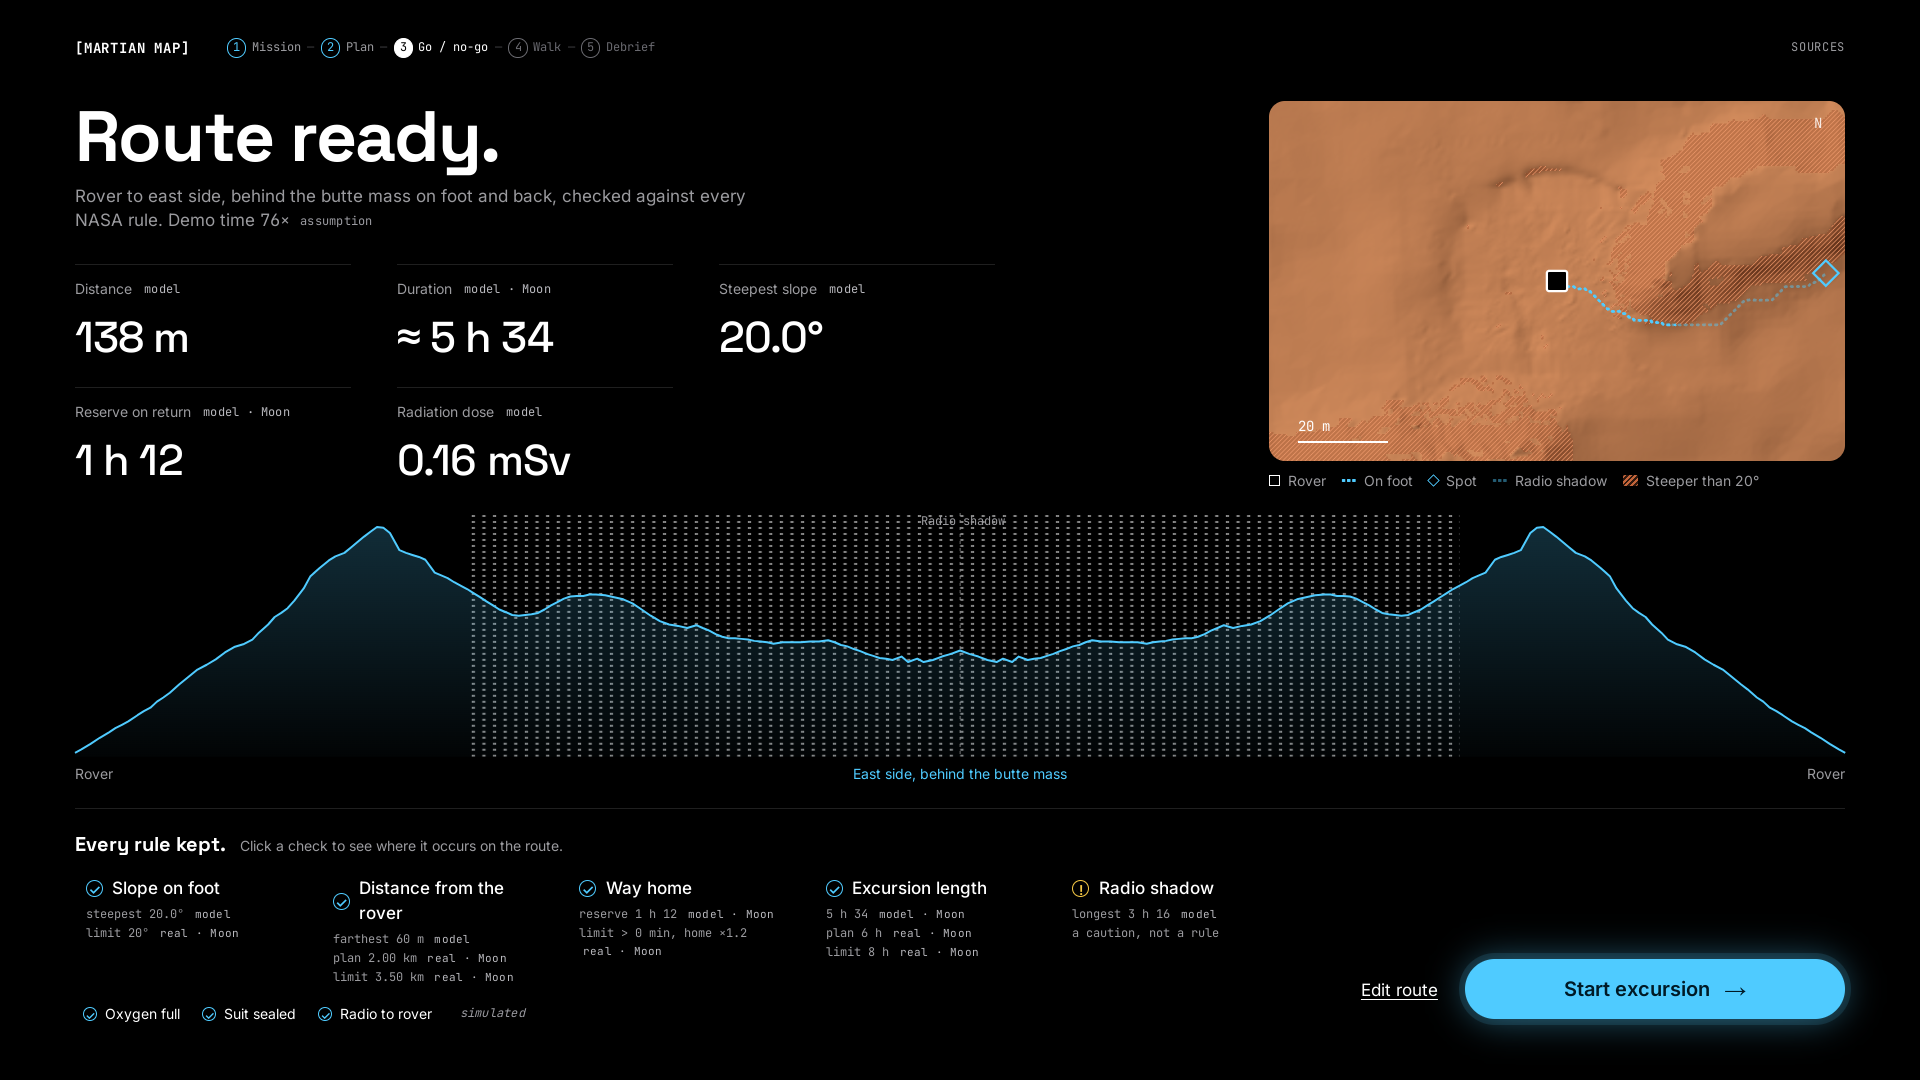 [MARTIAN MAP] 1 Mission — 2 Plan — 3 Go / no-go — 4 Walk — 5 Debrief SOURCES
Route ready.
Rover to east side, behind the butte mass on foot and back, checked against every
NASA rule. Demo time 76× assumption
Distance model
138 m
Duration model · Moon
≈ 5 h 34
Steepest slope model
20.0°
Reserve on return model · Moon
1 h 12
Radiation dose model
0.16 mSv
N
20 m
Rover On foot Spot Radio shadow Steeper than 20°
Radio shadow
Rover East side, behind the butte mass Rover
Every rule kept. Click a check to see where it occurs on the route.
Slope on foot
steepest 20.0° model
limit 20° real · Moon
Distance from the
rover
farthest 60 m model
plan 2.00 km real · Moon
limit 3.50 km real · Moon
Way home
reserve 1 h 12 model · Moon
limit > 0 min, home ×1.2
real · Moon
Excursion length
5 h 34 model · Moon
plan 6 h real · Moon
limit 8 h real · Moon
Radio shadow
longest 3 h 16 model
a caution, not a rule
Oxygen full Suit sealed Radio to rover simulated
Edit route Start excursion →